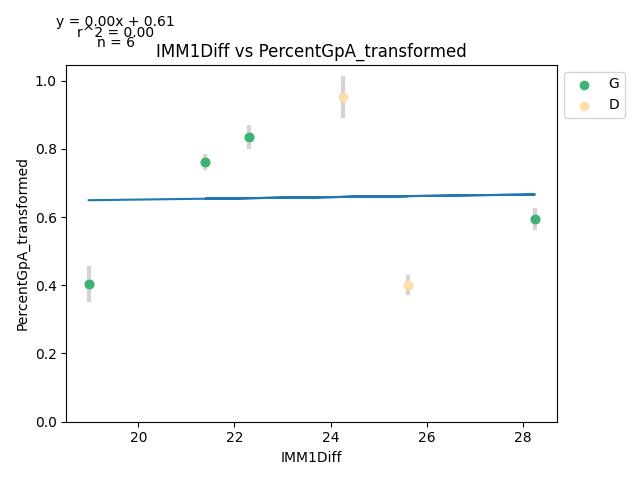 y = 0.00x + 0.61
r^2 = 0.00
n = 6
IMM1Diff vs PercentGpA_transformed
G
D
1.0
0.8
0.6
0.4
0.2
0.0
PercentGpA_transformed
20
22
24
26
28
IMM1Diff